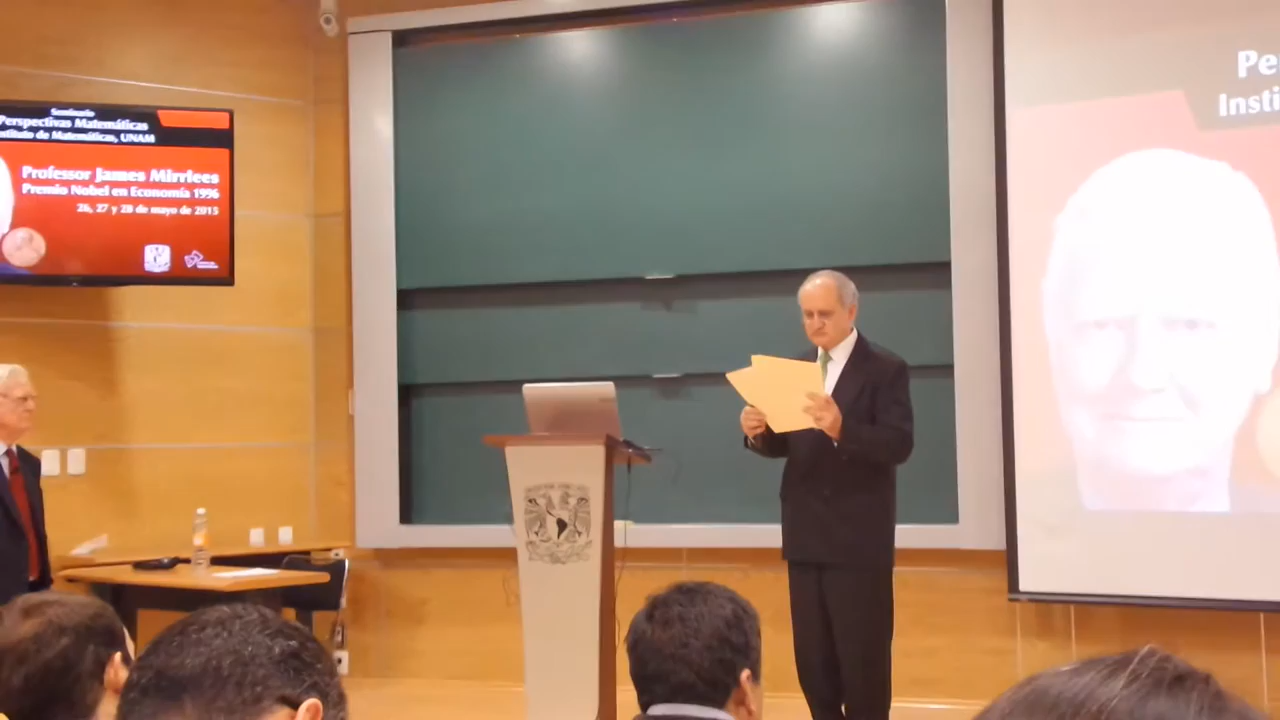 Seminario
Perspectivas Matemáticas
Instituto de Matemáticas, UNAM
Professor James Mirrlees
Premio Nobel en Economía 1996
26, 27 y 28 de mayo de 2015
Pe
Insti